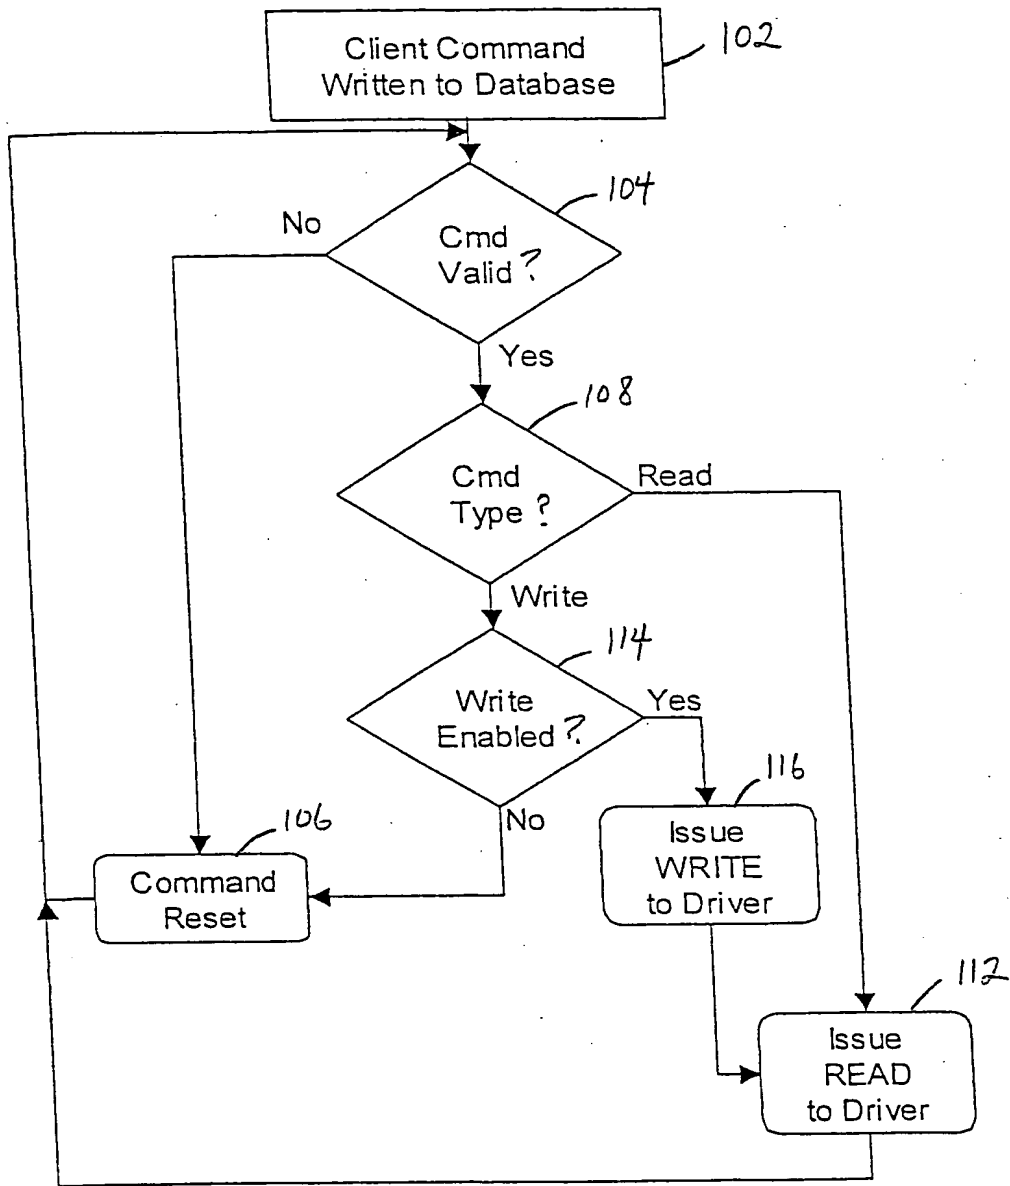 Client Command
Written to Database
102
104
No
Cmd
Valid ?
Yes
108
Cmd
Type ?
Read
Write
114
Write
Enabled ?
Yes
116
No
106
Issue
WRITE
to Driver
Command
Reset
112
Issue
READ
to Driver